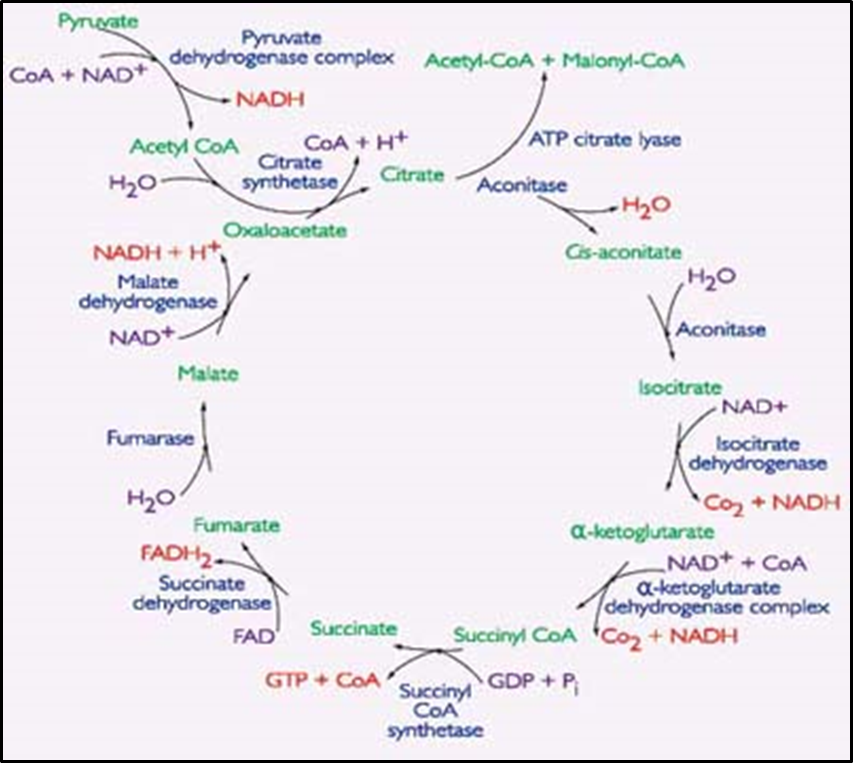 Pyruvate
Pyruvate
dehydrogenase complex
CoA + NAD+
NADH
Acetyl-CoA + Malonyl-CoA
Acetyl CoA
CoA + H+
Citrate
synthetase
H2O
ATP citrate lyase
Citrate
Aconitase
H2O
Oxaloacetate
Cis-aconitate
NADH + H+
Malate
dehydrogenase
NAD+
H2O
Aconitase
Malate
Isocitrate
NAD+
Isocitrate
dehydrogenase
Co2 + NADH
Fumarase
H2O
Fumarate
α-ketoglutarate
FADH2
Succinate
dehydrogenase
FAD
NAD+ + CoA
α-ketoglutarate
dehydrogenase complex
Co2 + NADH
Succinate
Succinyl CoA
GTP + CoA
GDP + Pi
Succinyl
CoA
synthetase